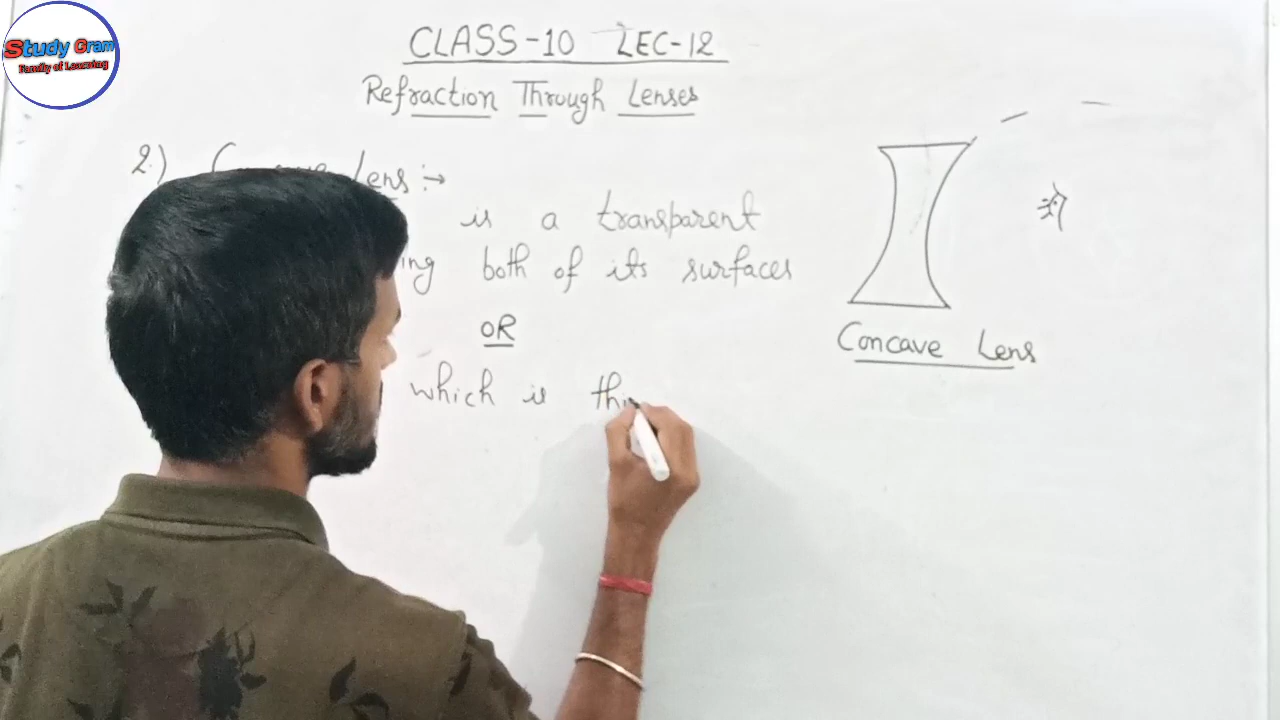 Study Gram
Family of Learning
CLASS-10 LEC-12
Refraction Through Lenses
2.) Lens :→
is a transparent
both of its surfaces
OR
which is
Concave Lens